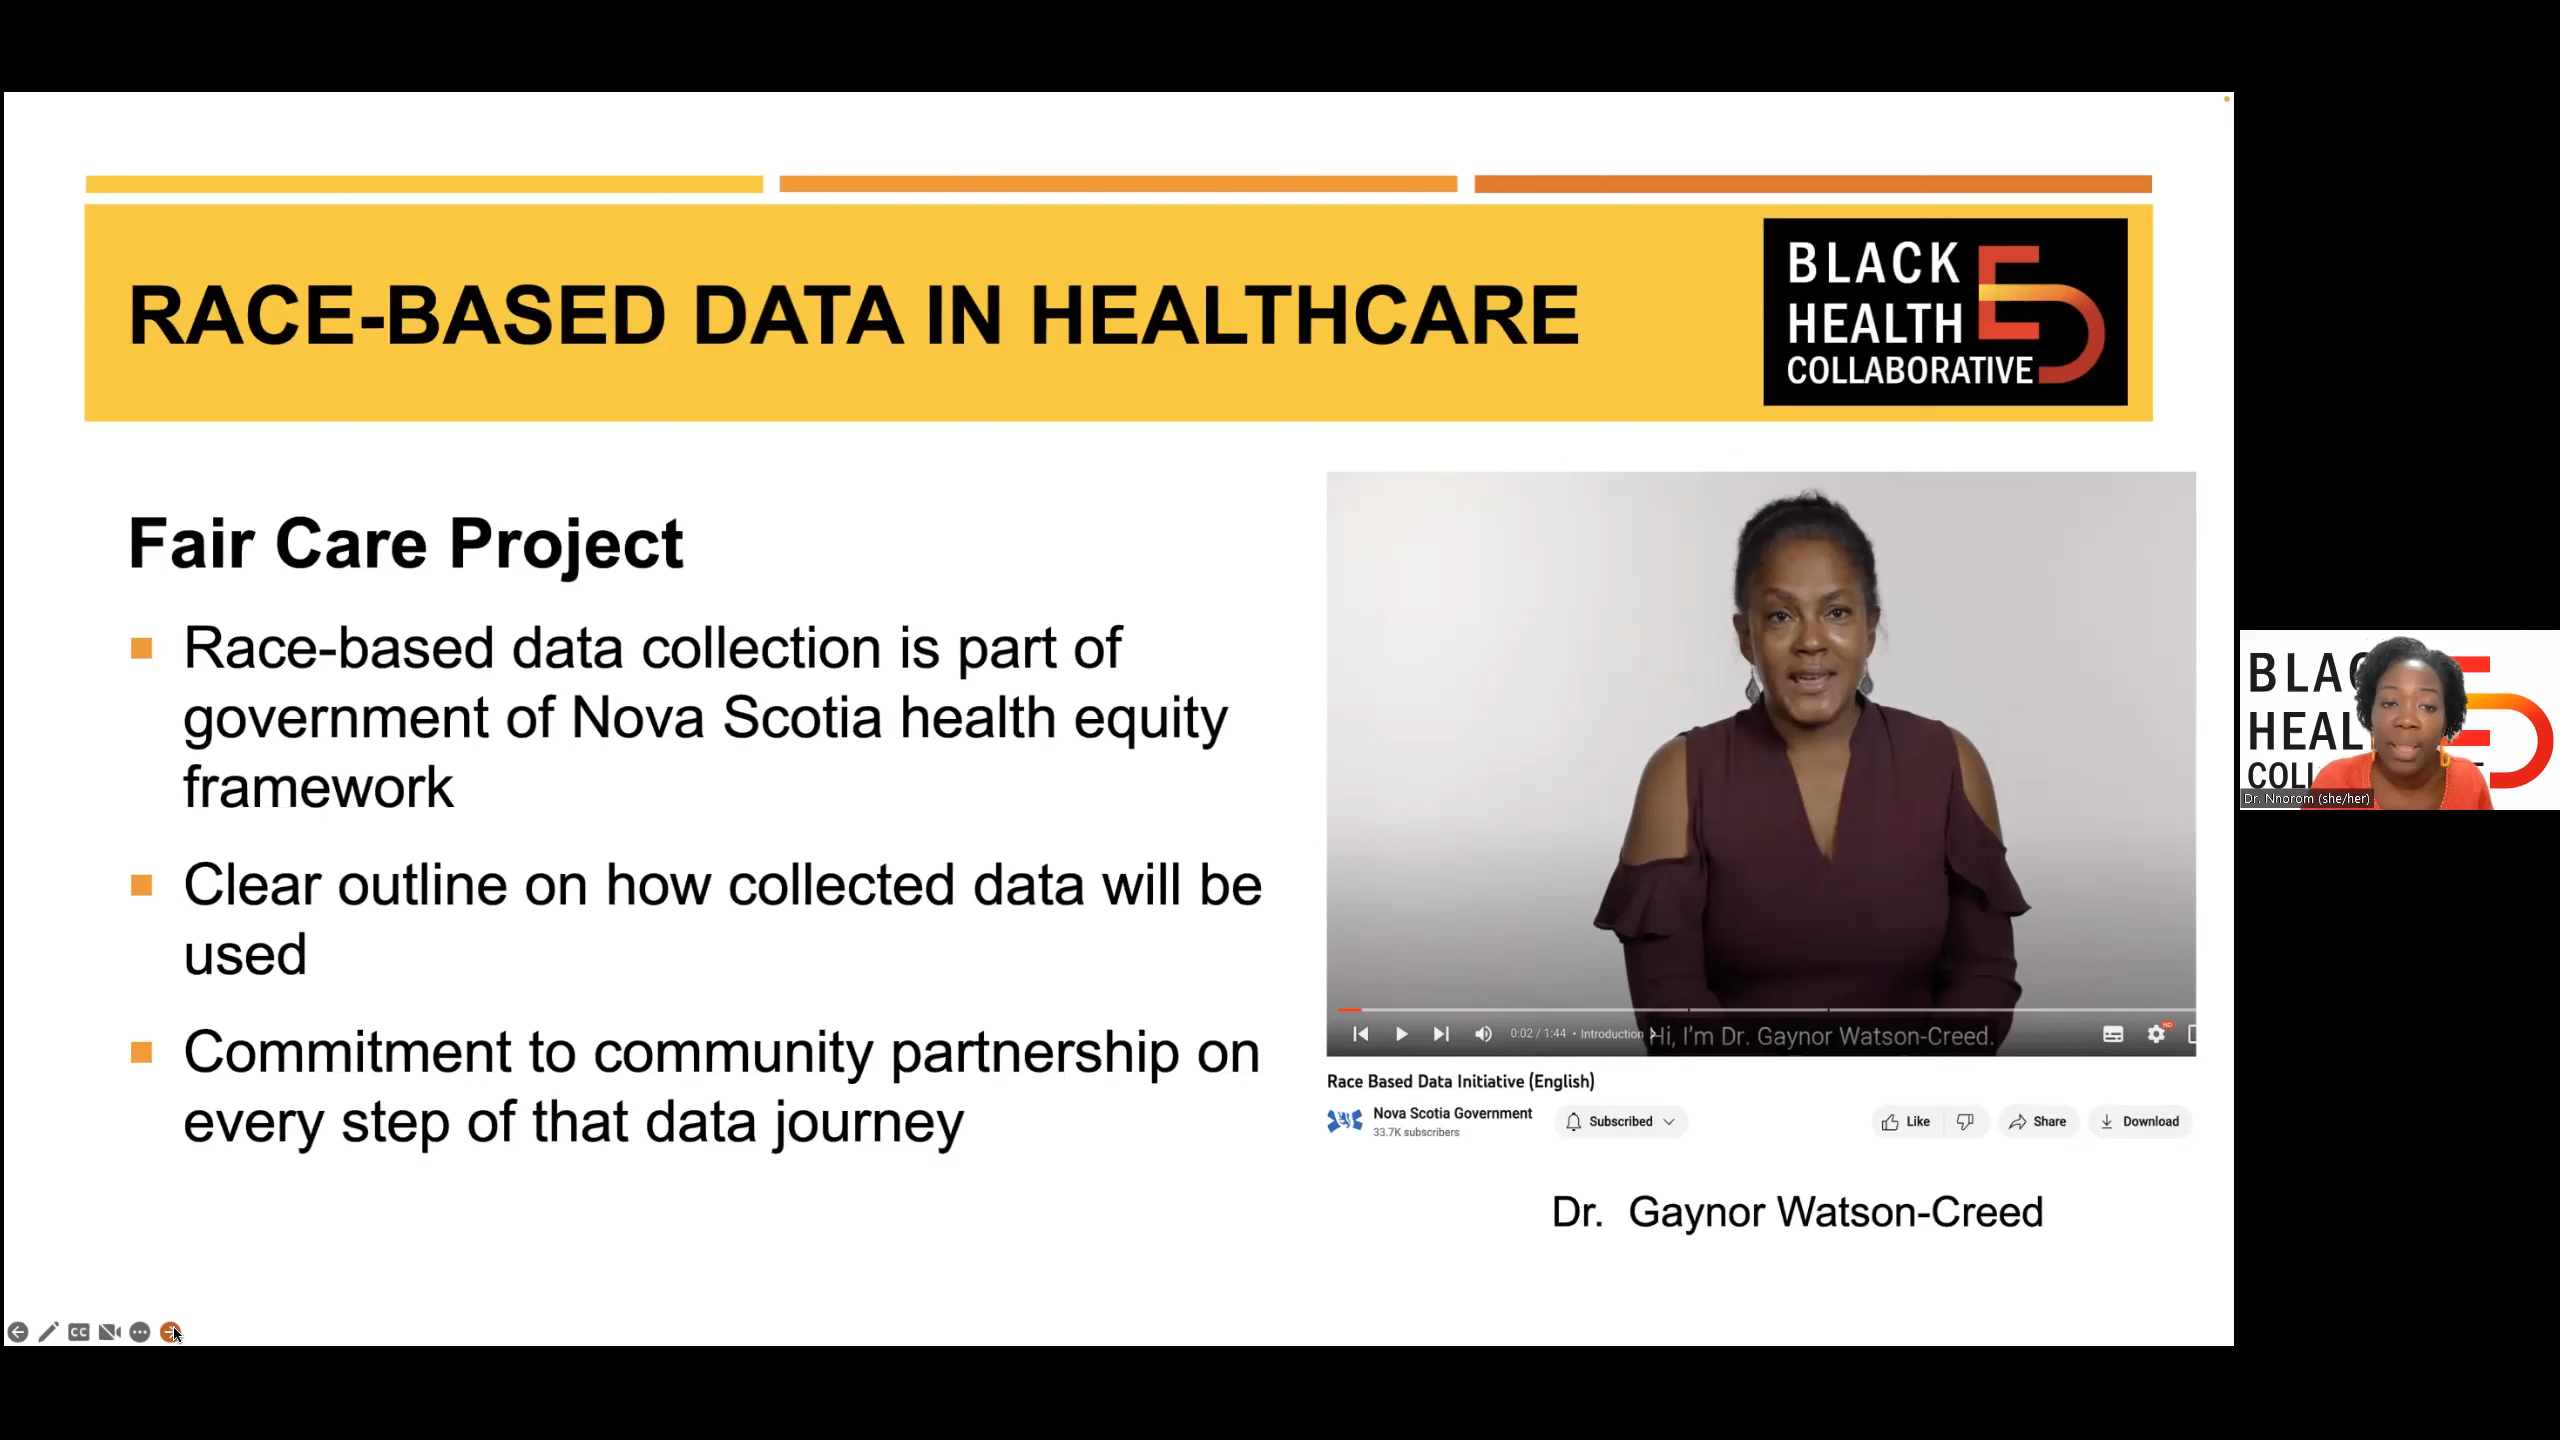 RACE-BASED DATA IN HEALTHCARE
BLACK
HEALTH
COLLABORATIVE
Fair Care Project
Race-based data collection is part of
government of Nova Scotia health equity
framework
Clear outline on how collected data will be
used
Commitment to community partnership on
every step of that data journey
0:02 / 1:44 • Introduction
Hi, I'm Dr. Gaynor Watson-Creed.
HD
Race Based Data Initiative (English)
Nova Scotia Government
33.7K subscribers
Subscribed
Like
Share
Download
Dr. Gaynor Watson-Creed
CC
BLAC
HEAL
COLL
Dr. Nnorom (she/her)